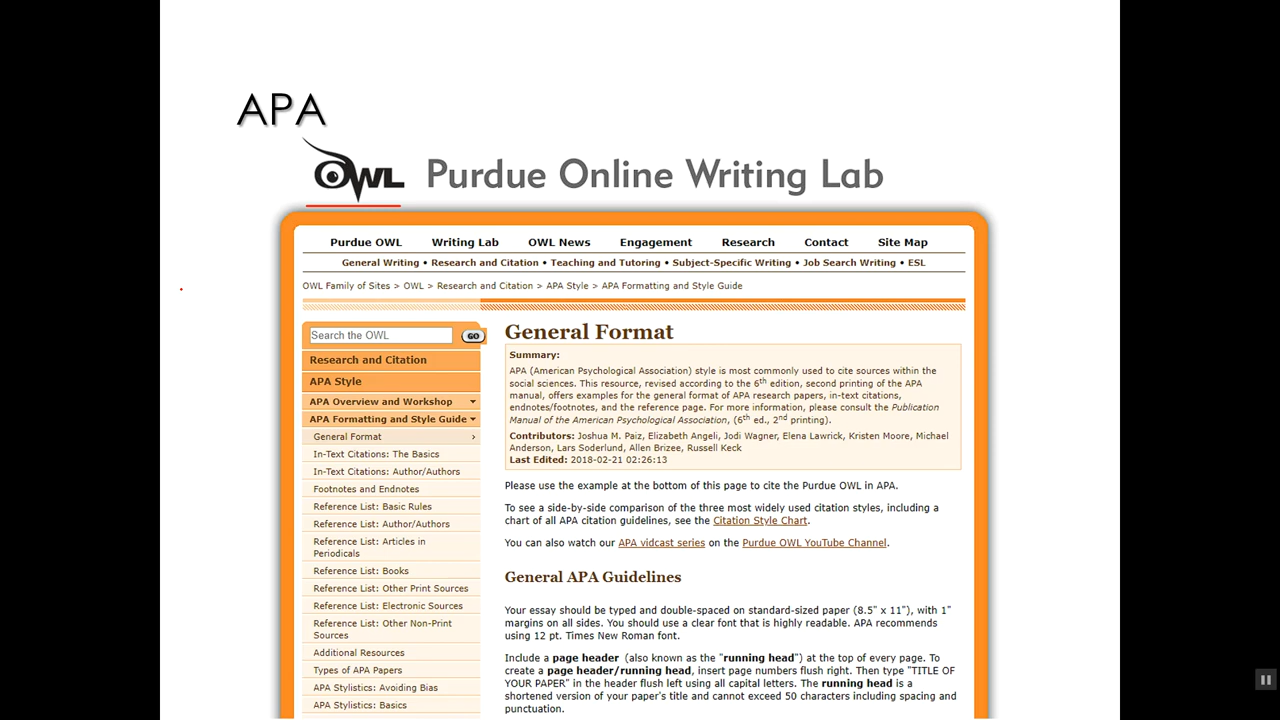 APA
OWL Purdue Online Writing Lab
Purdue OWL Writing Lab OWL News Engagement Research Contact Site Map
General Writing • Research and Citation • Teaching and Tutoring • Subject-Specific Writing • Job Search Writing • ESL
OWL Family of Sites > OWL > Research and Citation > APA Style > APA Formatting and Style Guide
Search the OWL GO
Research and Citation
APA Style
APA Overview and Workshop
APA Formatting and Style Guide
General Format
In-Text Citations: The Basics
In-Text Citations: Author/Authors
Footnotes and Endnotes
Reference List: Basic Rules
Reference List: Author/Authors
Reference List: Articles in
Periodicals
Reference List: Books
Reference List: Other Print Sources
Reference List: Electronic Sources
Reference List: Other Non-Print
Sources
Additional Resources
Types of APA Papers
APA Stylistics: Avoiding Bias
APA Stylistics: Basics
General Format
Summary:
APA (American Psychological Association) style is most commonly used to cite sources within the
social sciences. This resource, revised according to the 6th edition, second printing of the APA
manual, offers examples for the general format of APA research papers, in-text citations,
endnotes/footnotes, and the reference page. For more information, please consult the Publication
Manual of the American Psychological Association, (6th ed., 2nd printing).
Contributors: Joshua M. Paiz, Elizabeth Angeli, Jodi Wagner, Elena Lawrick, Kristen Moore, Michael
Anderson, Lars Soderlund, Allen Brizee, Russell Keck
Last Edited: 2018-02-21 02:26:13
Please use the example at the bottom of this page to cite the Purdue OWL in APA.
To see a side-by-side comparison of the three most widely used citation styles, including a
chart of all APA citation guidelines, see the Citation Style Chart.
You can also watch our APA vidcast series on the Purdue OWL YouTube Channel.
General APA Guidelines
Your essay should be typed and double-spaced on standard-sized paper (8.5" x 11"), with 1"
margins on all sides. You should use a clear font that is highly readable. APA recommends
using 12 pt. Times New Roman font.
Include a page header (also known as the "running head") at the top of every page. To
create a page header/running head, insert page numbers flush right. Then type "TITLE OF
YOUR PAPER" in the header flush left using all capital letters. The running head is a
shortened version of your paper's title and cannot exceed 50 characters including spacing and
punctuation.